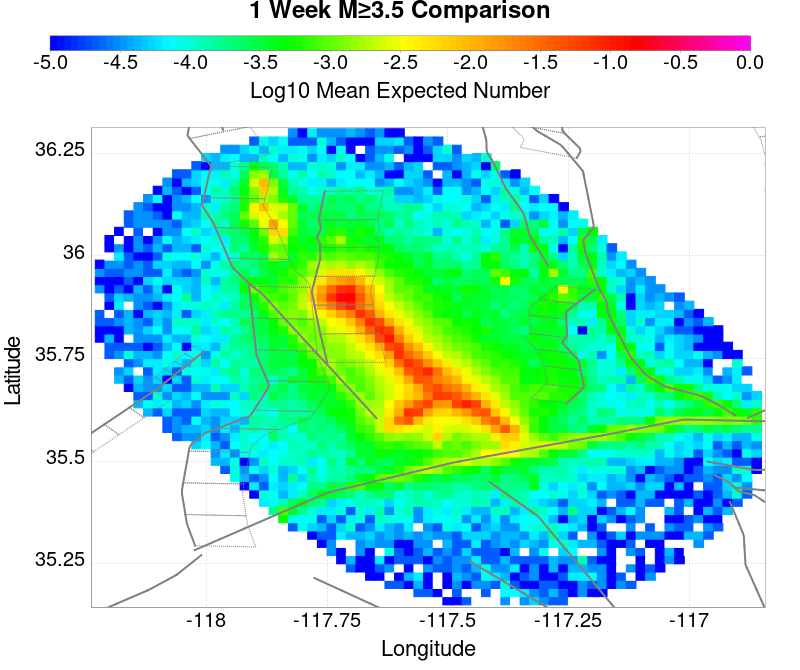 1 Week M≥3.5 Comparison
-5.0 -4.5 -4.0 -3.5 -3.0 -2.5 -2.0 -1.5 -1.0 -0.5 0.0
Log10 Mean Expected Number
36.25
36
35.75
35.5
35.25
Latitude
-118 -117.75 -117.5 -117.25 -117
Longitude